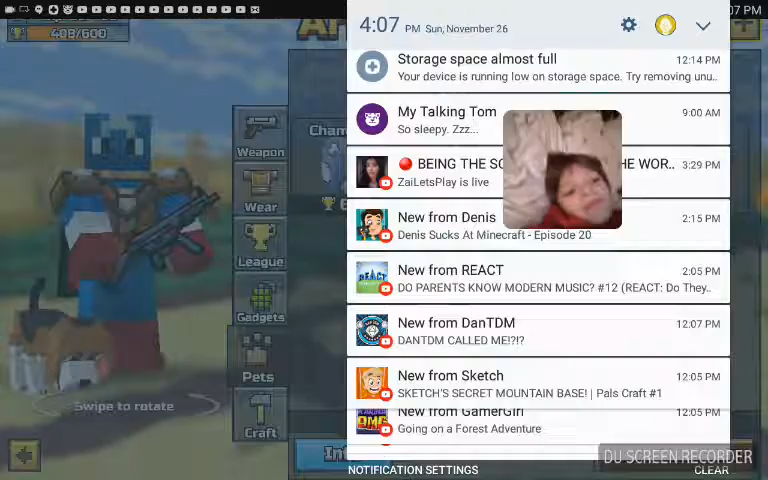 07 PM
408/600
4:07 PM Sun, November 26
Storage space almost full 12:14 PM
Your device is running low on storage space. Try removing unu..
My Talking Tom 9:00 AM
So sleepy. Zzz...
BEING THE SC HE WOR.. 3:29 PM
ZaiLetsPlay is live
New from Denis 2:15 PM
Denis Sucks At Minecraft - Episode 20
New from REACT 2:05 PM
DO PARENTS KNOW MODERN MUSIC? #12 (REACT: Do They..
New from DanTDM 12:07 PM
DANTDM CALLED ME!?!?
New from Sketch 12:05 PM
SKETCH'S SECRET MOUNTAIN BASE! | Pals Craft #1
New from GamerGirl 12:05 PM
Going on a Forest Adventure
NOTIFICATION SETTINGS
CLEAR
DU SCREEN RECORDER
Weapon
Wear
League
Gadgets
Pets
Craft
Swipe to rotate
Cham
REACT
OMG